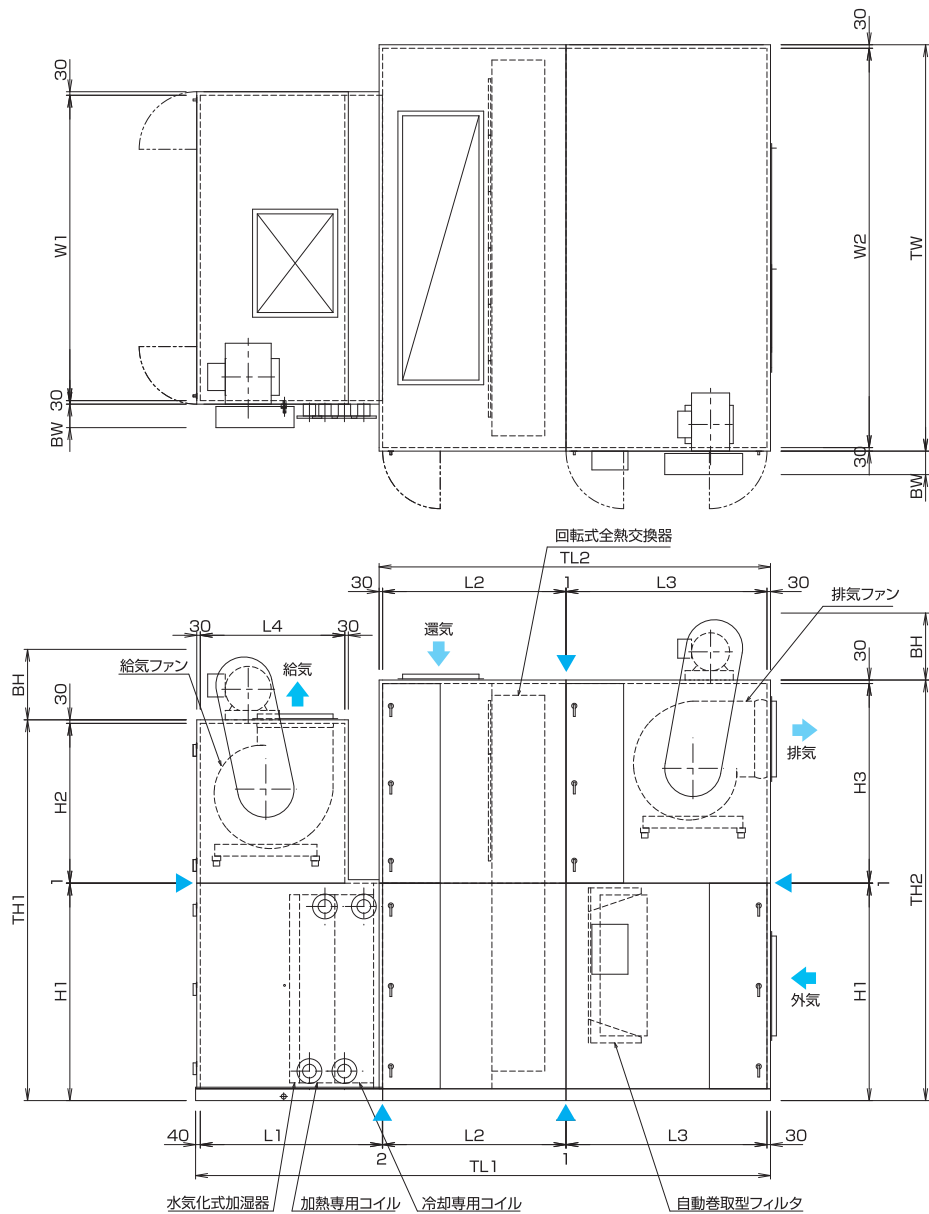 30
30
W1
W2
TW
30
BW
30
BW
回転式全熱交換器
TL2
30
L2
1
L3
30
排気ファン
30
L4
30
還気
BH
30
給気ファン
給気
BH
30
排気
H2
H3
1
1
TH1
TH2
H1
H1
外気
40
L1
2
L2
1
L3
30
TL1
水気化式加湿器
加熱専用コイル
冷却専用コイル
自動巻取型フィルタ